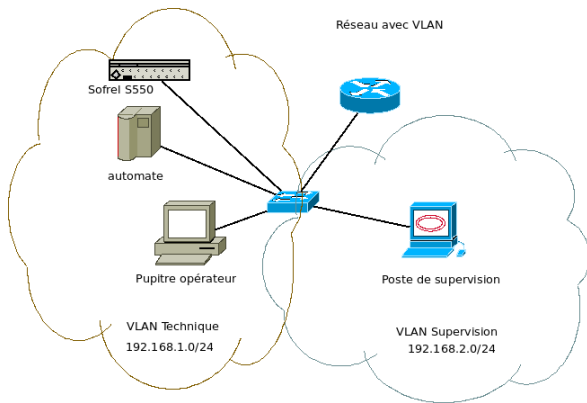 Réseau avec VLAN
Sofrel S550
automate
Pupitre opérateur
Poste de supervision
VLAN Technique
192.168.1.0/24
VLAN Supervision
192.168.2.0/24